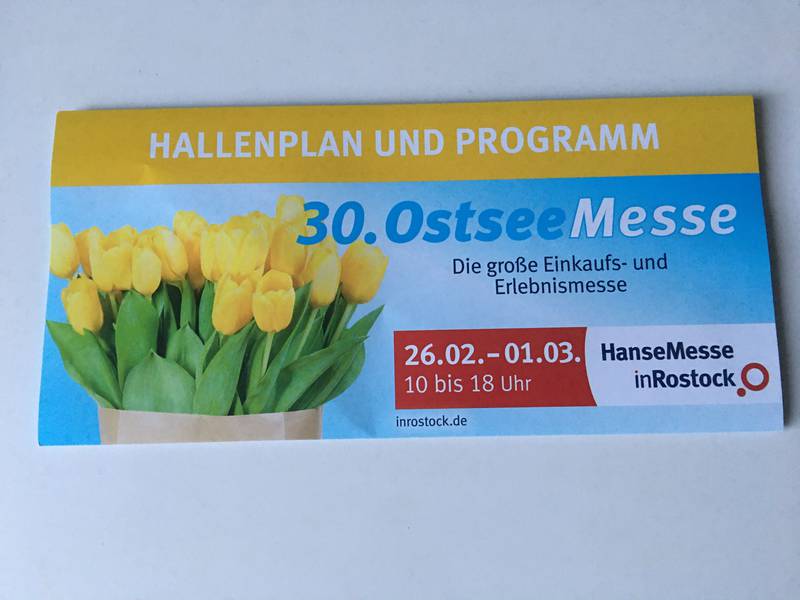 HALLENPLAN UND PROGRAMM
30.OstseeMesse
Die große Einkaufs- und
Erlebnismesse
26.02.–01.03.
10 bis 18 Uhr
HanseMesse
inRostock
inrostock.de